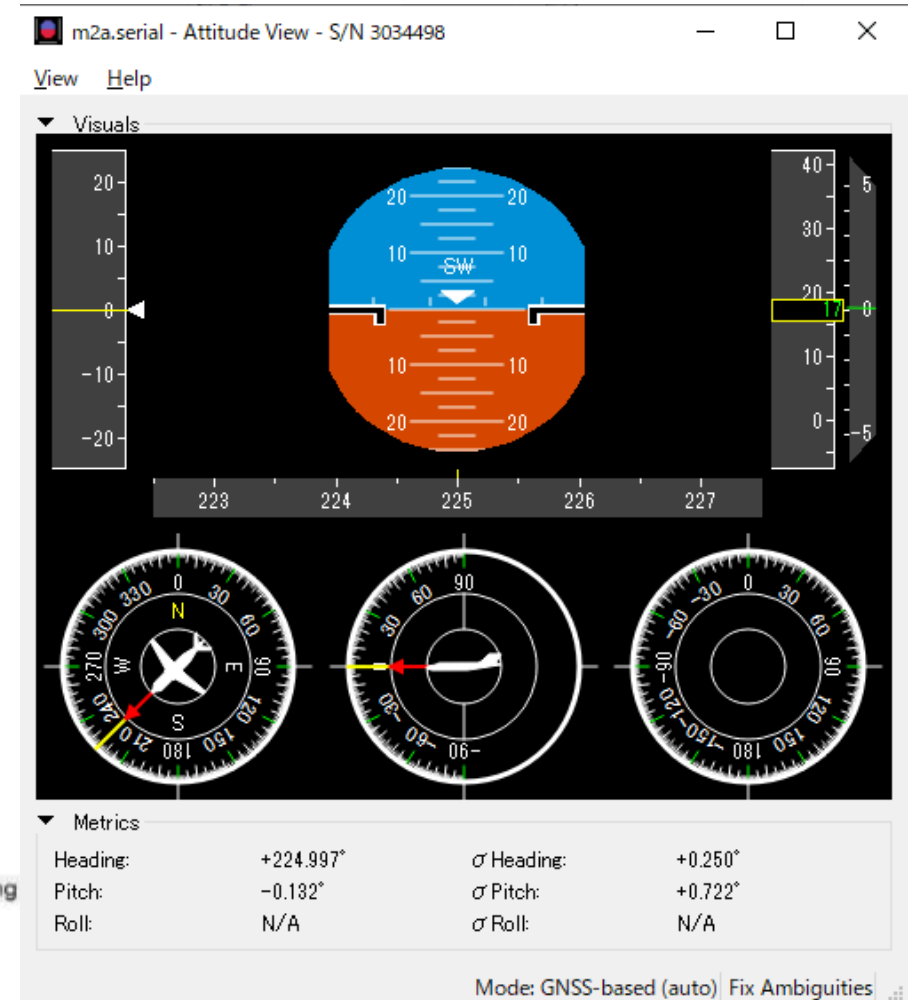 m2a.serial - Attitude View - S/N 3034498
View Help
Visuals
20
10
0
-10
-20
20 20
10 10
SW
10 10
20 20
40
30
20
17
10
0
5
0
-5
223 224 225 226 227
0 30 60 90 120 150 180 210 240 270 300 330
N E S W
90 60 30 0 -30 -60 -90
0 30 60 90 120 150 180 -150 -120 -90 -60 -30
Metrics
Heading: +224.997° σ Heading: +0.250°
Pitch: -0.132° σ Pitch: +0.722°
Roll: N/A σ Roll: N/A
Mode: GNSS-based (auto) Fix Ambiguities